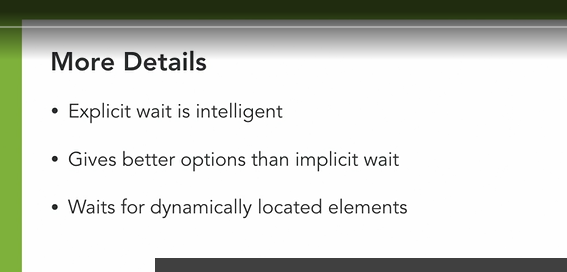 More Details
• Explicit wait is intelligent
• Gives better options than implicit wait
• Waits for dynamically located elements